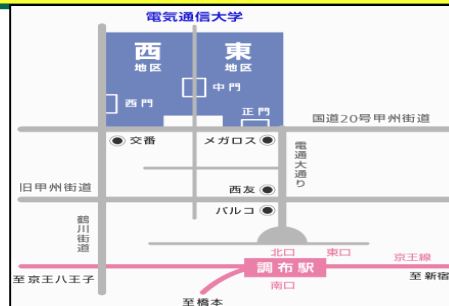 電気通信大学
西
地区
東
地区
中門
西門
正門
国道20号甲州街道
交番
メガロス
電通大通り
旧甲州街道
西友
パルコ
鶴川街道
北口
東口
京王線
調布駅
至京王八王子
南口
至新宿
至橋本